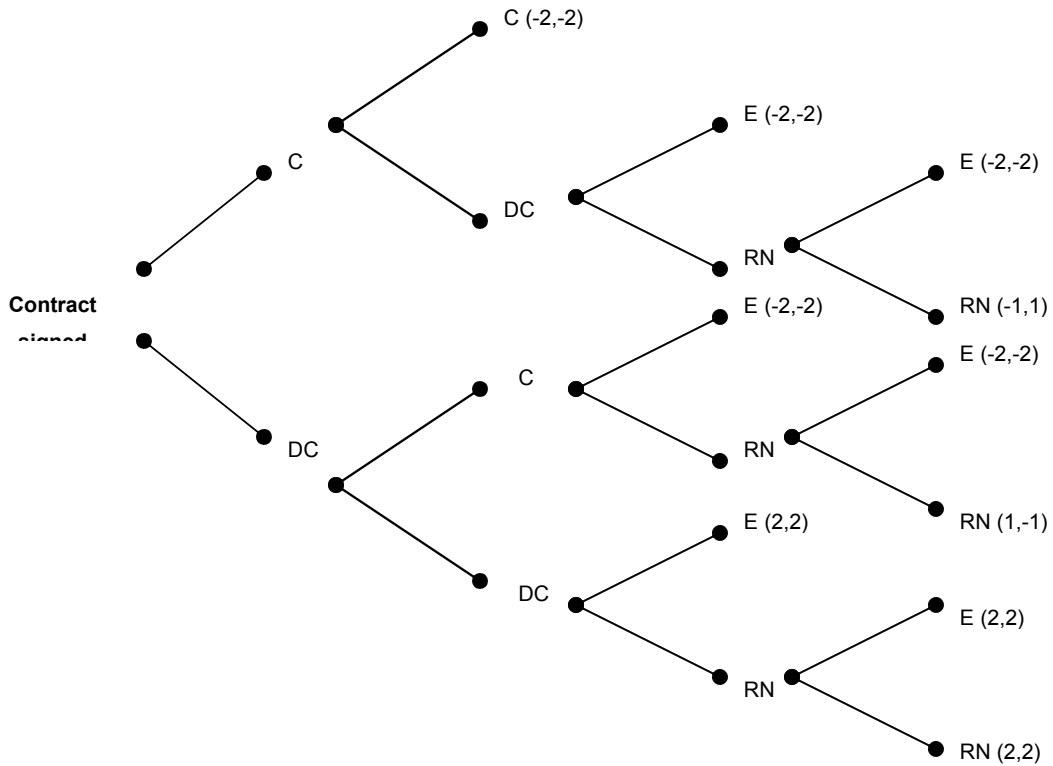 C (-2,-2)
E (-2,-2)
C
E (-2,-2)
DC
RN
Contract
signed
E (-2,-2)
RN (-1,1)
E (-2,-2)
C
DC
RN
E (2,2)
RN (1,-1)
DC
E (2,2)
RN
RN (2,2)